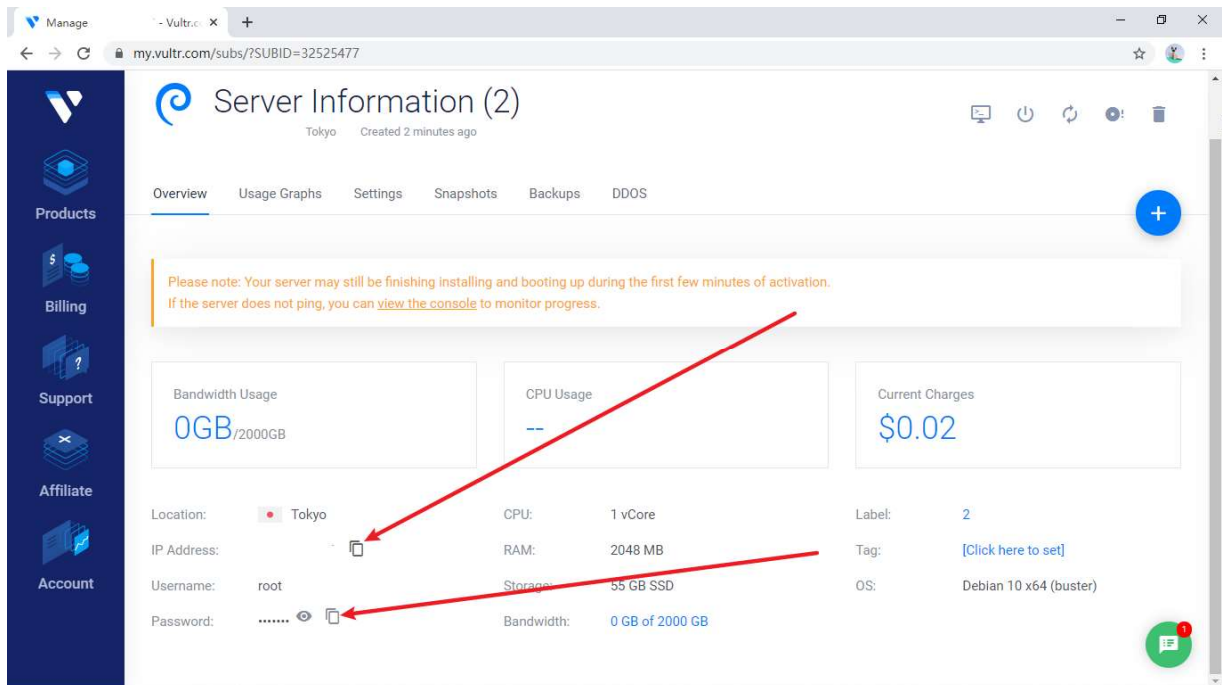 Manage - Vultr.c
my.vultr.com/subs/?SUBID=32525477
Server Information (2)
Tokyo Created 2 minutes ago
Products
Billing
Support
Affiliate
Account
Overview Usage Graphs Settings Snapshots Backups DDOS
+
Please note: Your server may still be finishing installing and booting up during the first few minutes of activation.
If the server does not ping, you can view the console to monitor progress.
Bandwidth Usage
0GB/2000GB
CPU Usage
--
Current Charges
$0.02
Location: Tokyo
IP Address:
Username: root
Password: •••••••
CPU: 1 vCore
RAM: 2048 MB
Storage: 55 GB SSD
Bandwidth: 0 GB of 2000 GB
Label: 2
Tag: [Click here to set]
OS: Debian 10 x64 (buster)
1